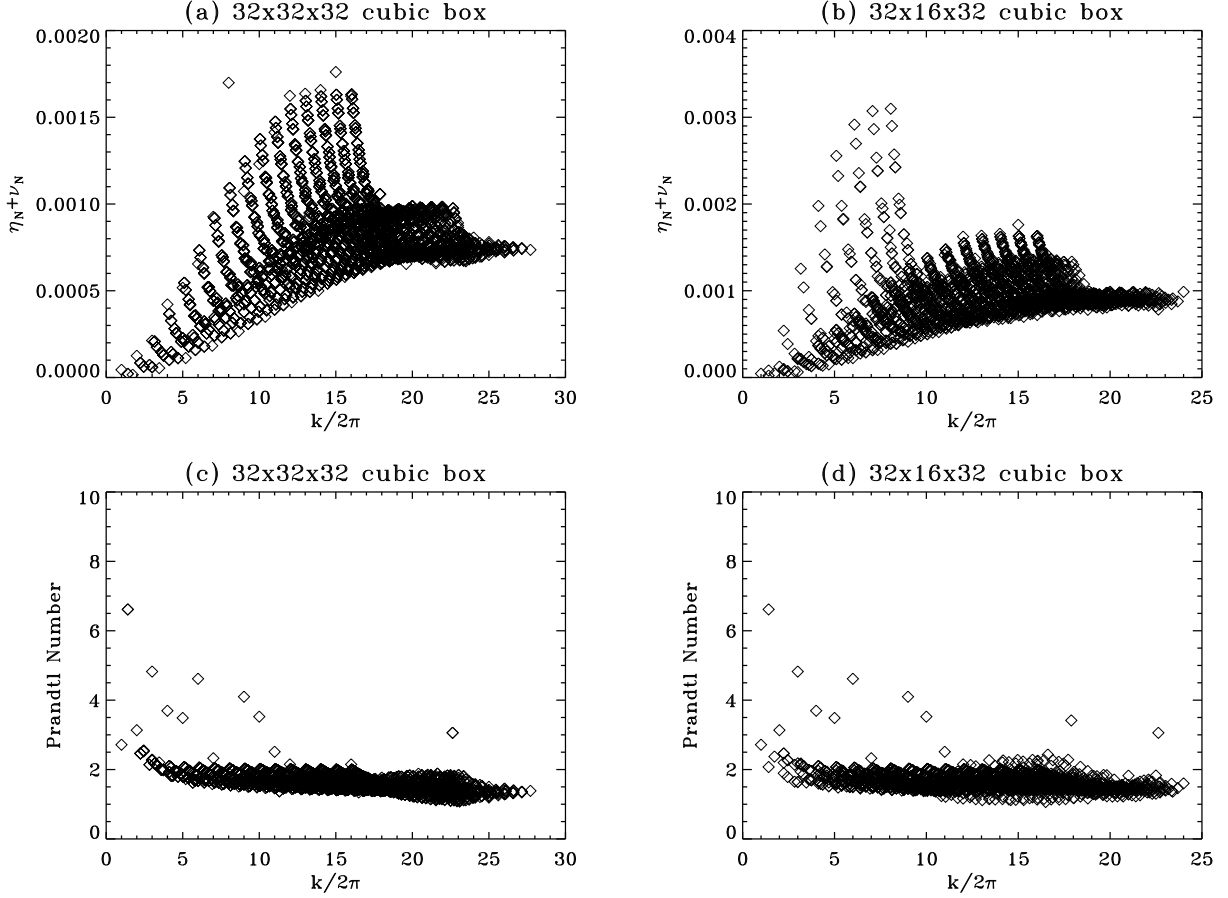 (a) 32x32x32 cubic box
0.0020
0.0015
0.0010
0.0005
0.0000
η_N+ν_N
0 5 10 15 20 25 30
k/2π
(b) 32x16x32 cubic box
0.004
0.003
0.002
0.001
0.000
η_N+ν_N
0 5 10 15 20 25
k/2π
(c) 32x32x32 cubic box
10
8
6
4
2
0
Prandtl Number
0 5 10 15 20 25 30
k/2π
(d) 32x16x32 cubic box
10
8
6
4
2
0
Prandtl Number
0 5 10 15 20 25
k/2π